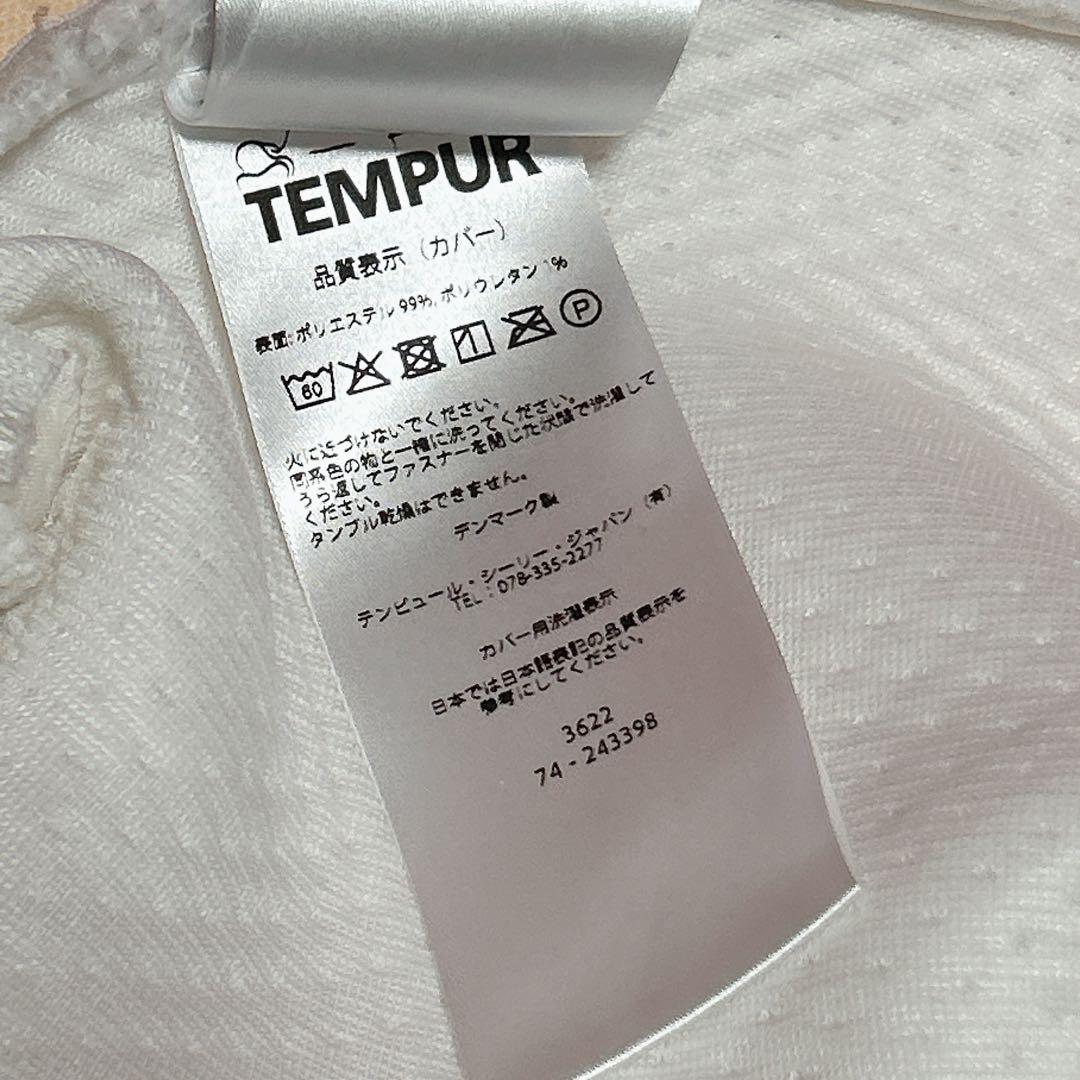 TEMPUR
品質表示（カバー）
表面:ポリエステル 99%, ポリウレタン 1%
60 P
火に近づけないでください。
同系色の物と一種に洗ってください。
うら返してファスナーを閉じた状態で洗濯して
ください。
タンブル乾燥はできません。
デンマーク製
テンピュール・シーリー・ジャパン（有）
TEL：078-335-2277
カバー用洗濯表示
日本では日本語表記の品質表示を
参考にしてください。
3622
74 - 243398